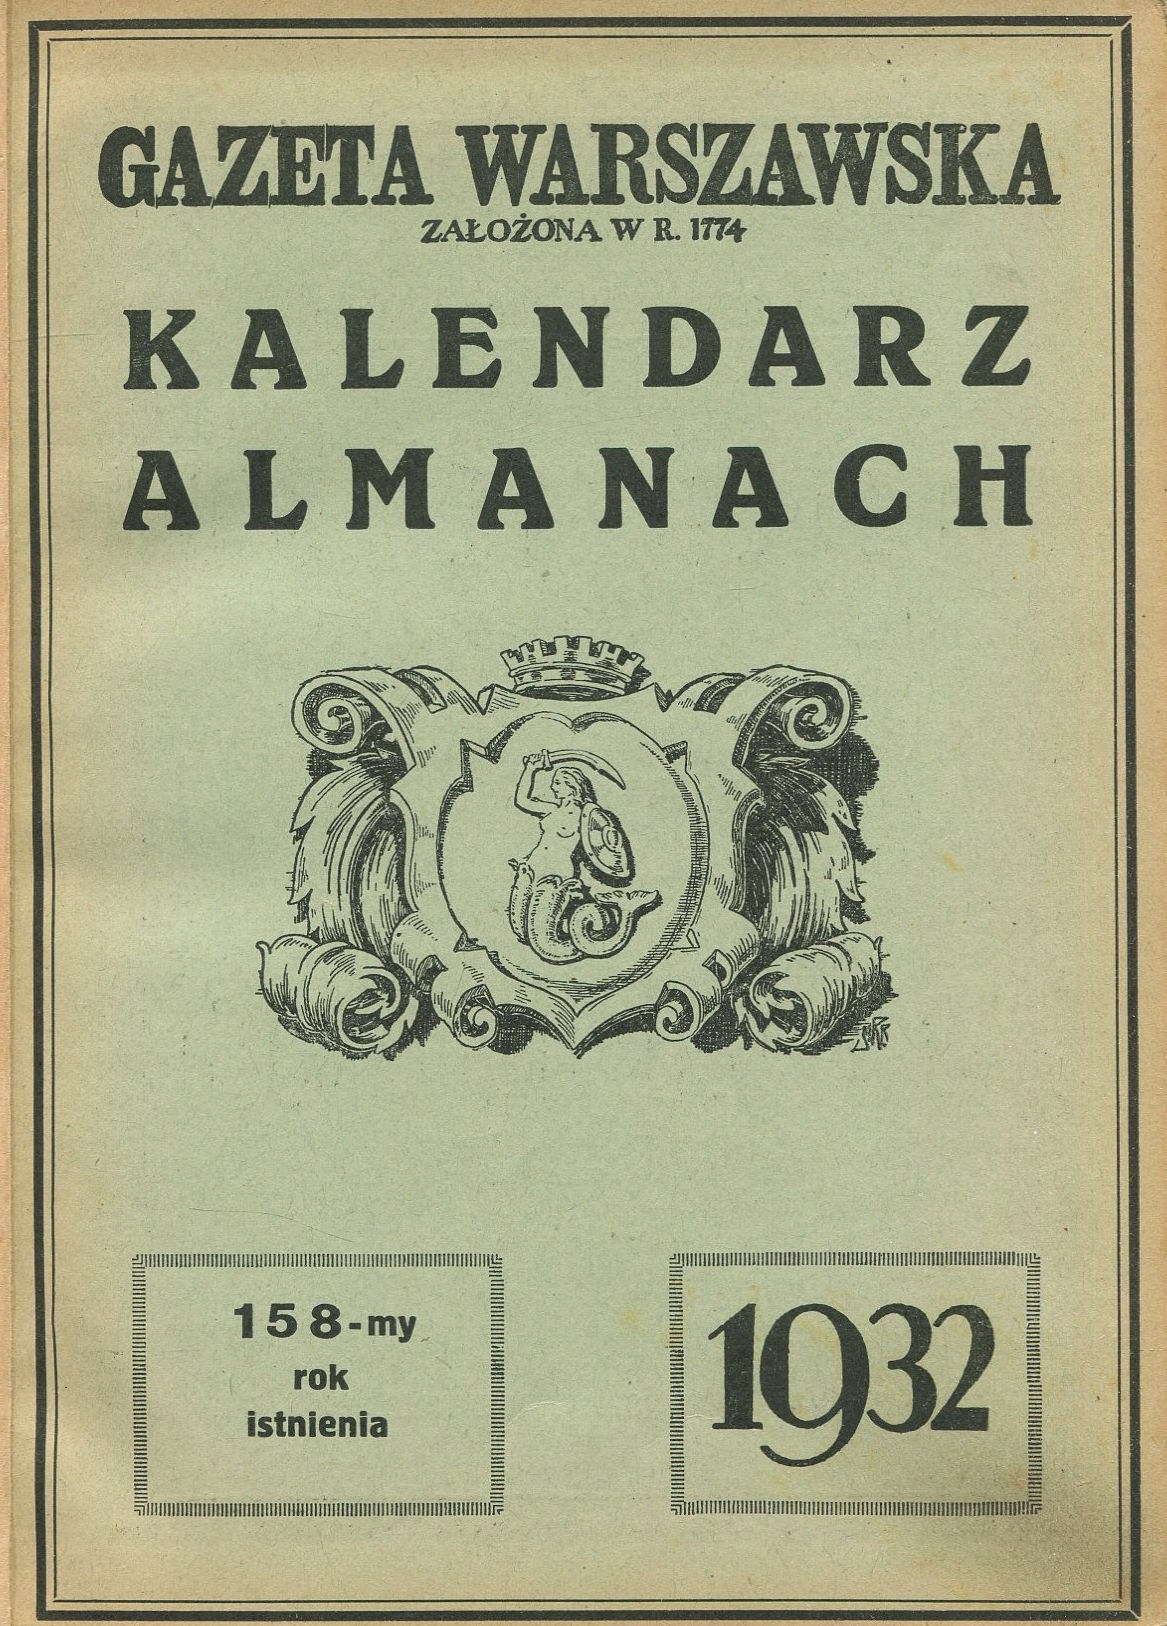 GAZETA WARSZAWSKA
ZAŁOŻONA W R. 1774
KALENDARZ
ALMANACH
158-my
rok
istnienia
1932